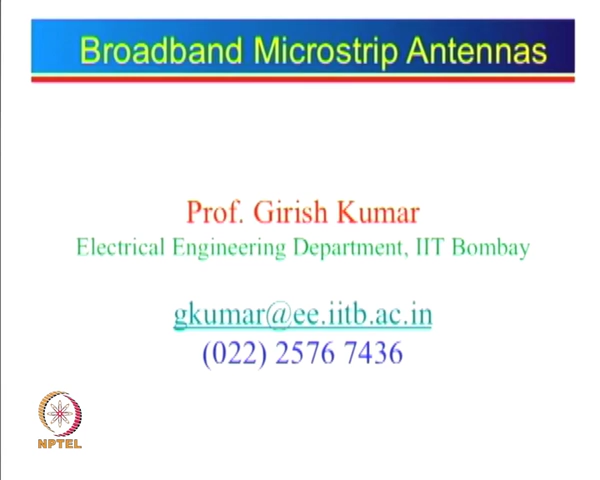 Broadband Microstrip Antennas
Prof. Girish Kumar
Electrical Engineering Department, IIT Bombay
gkumar@ee.iitb.ac.in
(022) 2576 7436
NPTEL